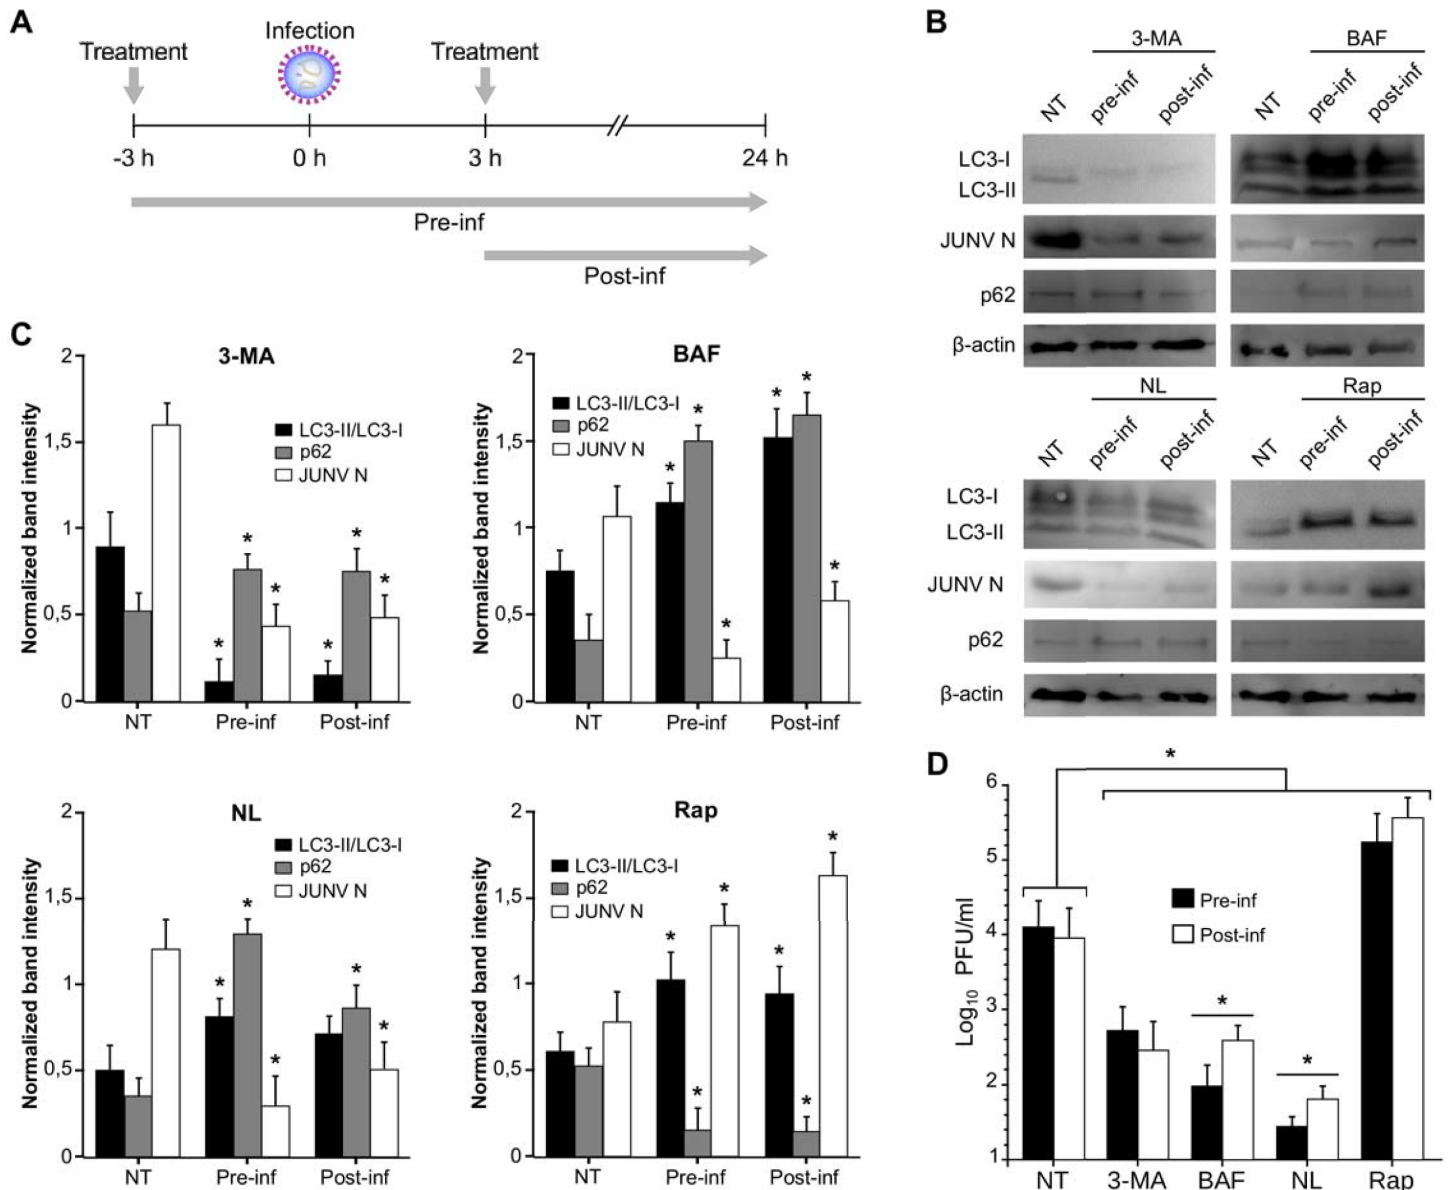 A
Treatment
Infection
Treatment
-3 h
0 h
3 h
24 h
Pre-inf
Post-inf
B
3-MA
BAF
NT
pre-inf
post-inf
NT
pre-inf
post-inf
LC3-I
LC3-II
JUNV N
p62
β-actin
NL
Rap
NT
pre-inf
post-inf
NT
pre-inf
post-inf
LC3-I
LC3-II
JUNV N
p62
β-actin
C
3-MA
Normalized band intensity
2
1,5
1
0,5
0
LC3-II/LC3-I
p62
JUNV N
*
*
*
*
*
*
NT
Pre-inf
Post-inf
BAF
Normalized band intensity
2
1,5
1
0,5
0
LC3-II/LC3-I
p62
JUNV N
*
*
*
*
*
*
NT
Pre-inf
Post-inf
NL
Normalized band intensity
2
1,5
1
0,5
0
LC3-II/LC3-I
p62
JUNV N
*
*
*
*
*
NT
Pre-inf
Post-inf
Rap
Normalized band intensity
2
1,5
1
0,5
0
LC3-II/LC3-I
p62
JUNV N
*
*
*
*
*
*
NT
Pre-inf
Post-inf
D
*
Log10 PFU/ml
6
5
4
3
2
1
Pre-inf
Post-inf
*
*
NT
3-MA
BAF
NL
Rap